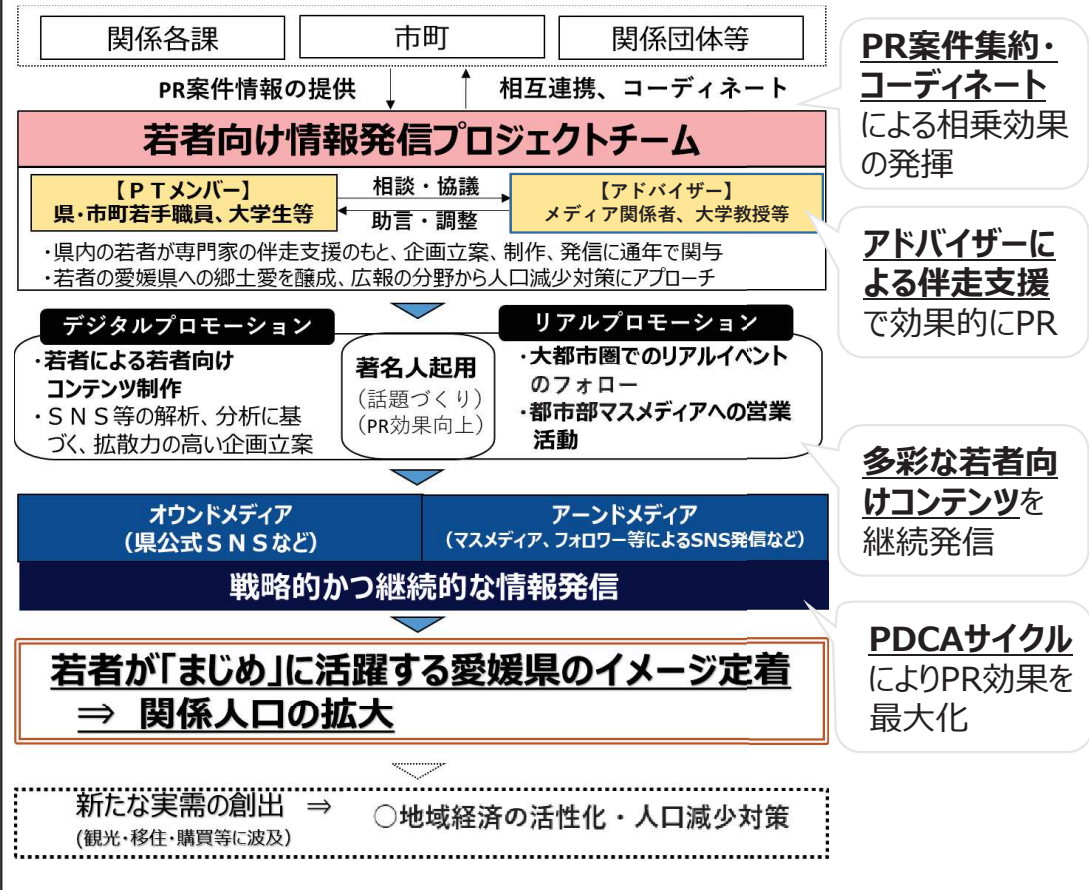 関係各課
市町
関係団体等
PR案件情報の提供
相互連携、コーディネート
若者向け情報発信プロジェクトチーム
【ＰＴメンバー】
県・市町若手職員、大学生等
相談・協議
助言・調整
【アドバイザー】
メディア関係者、大学教授等
・県内の若者が専門家の伴走支援のもと、企画立案、制作、発信に通年で関与
・若者の愛媛県への郷土愛を醸成、広報の分野から人口減少対策にアプローチ
デジタルプロモーション
・若者による若者向け
コンテンツ制作
・ＳＮＳ等の解析、分析に基
づく、拡散力の高い企画立案
著名人起用
（話題づくり）
（PR効果向上）
リアルプロモーション
・大都市圏でのリアルイベント
のフォロー
・都市部マスメディアへの営業
活動
オウンドメディア
（県公式ＳＮＳなど）
アーンドメディア
（マスメディア、フォロワー等によるSNS発信など）
戦略的かつ継続的な情報発信
若者が「まじめ」に活躍する愛媛県のイメージ定着
⇒ 関係人口の拡大
新たな実需の創出 ⇒
(観光・移住・購買等に波及)
○地域経済の活性化・人口減少対策
PR案件集約・
コーディネート
による相乗効果
の発揮
アドバイザーに
よる伴走支援
で効果的にPR
多彩な若者向
けコンテンツを
継続発信
PDCAサイクル
によりPR効果を
最大化